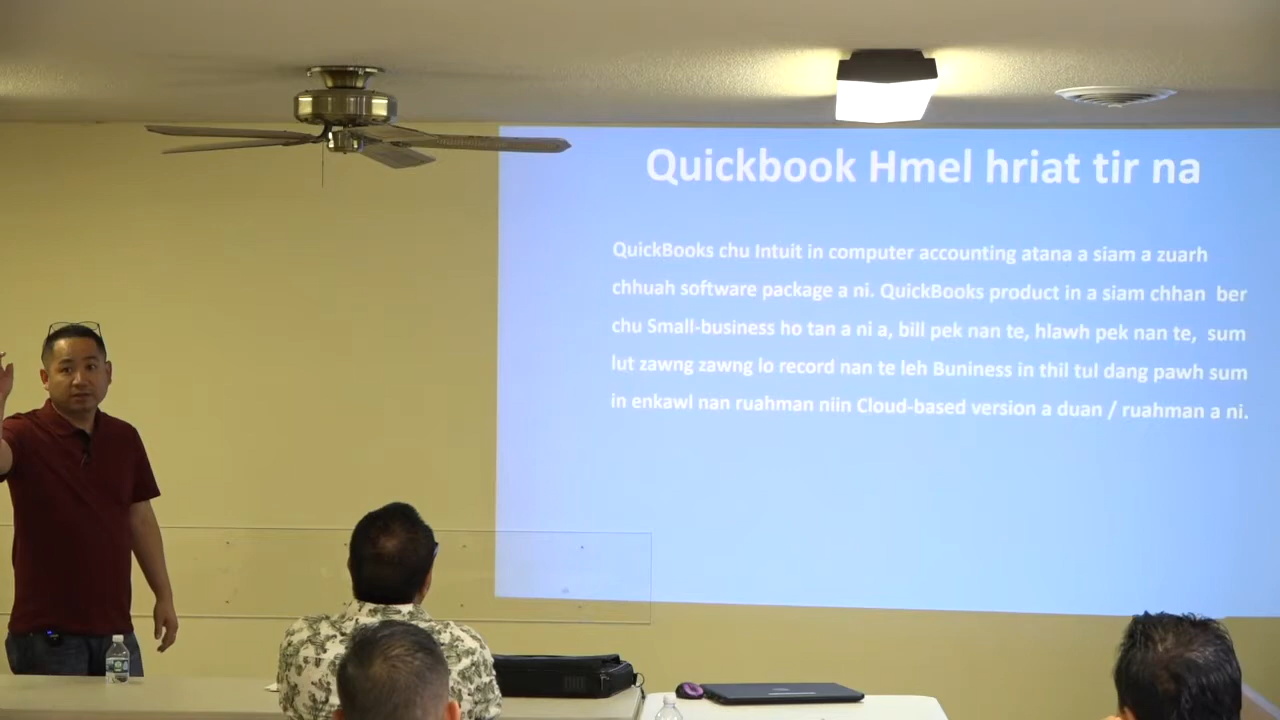 Quickbook Hmel hriat tir na
QuickBooks chu Intuit in computer accounting atana a siam a zuarh
chhuah software package a ni. QuickBooks product in a siam chhan ber
chu Small-business ho tan a ni a, bill pek nan te, hlawh pek nan te, sum
lut zawng zawng lo record nan te leh Buniness in thil tul dang pawh sum
in enkawl nan ruahman niin Cloud-based version a duan / ruahman a ni.